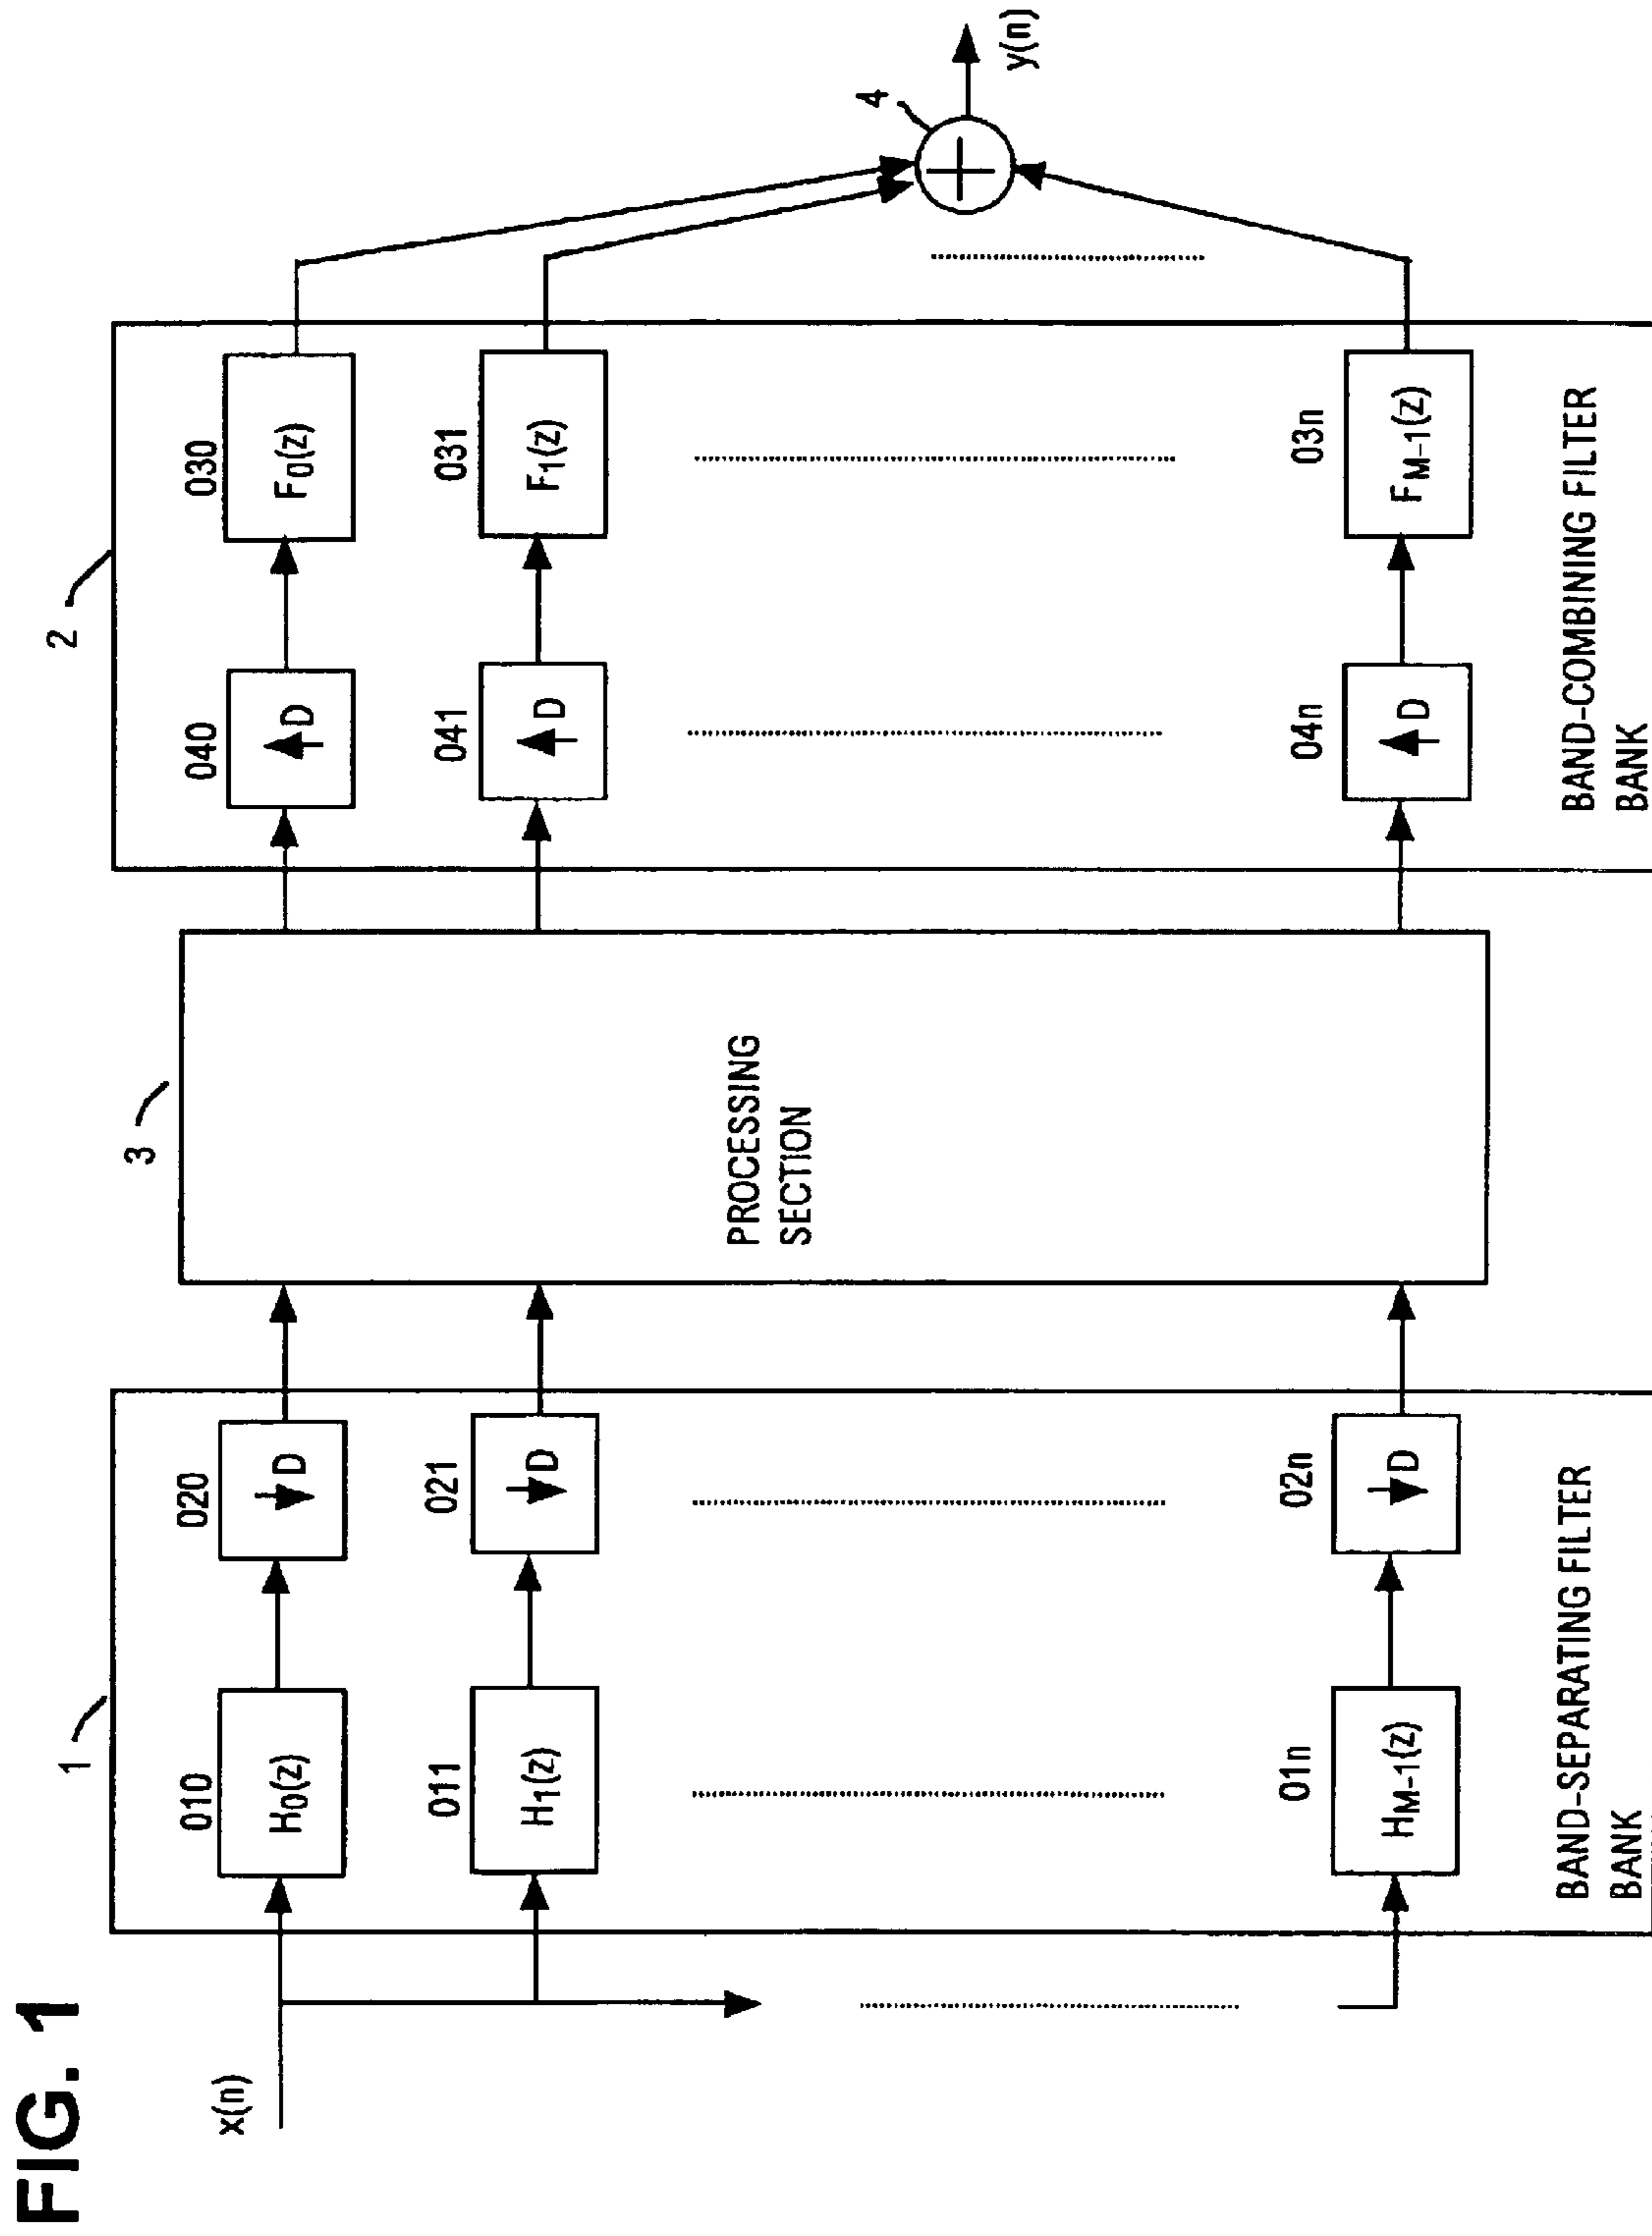 FIG. 1
1
2
3
4
x(n)
010
H0(z)
020
↓D
040
↑D
030
F0(z)
011
H1(z)
021
↓D
041
↑D
031
F1(z)
y(n)
PROCESSING
SECTION
01n
HM-1(z)
02n
↓D
04n
↑D
03n
FM-1(z)
BAND-SEPARATING FILTER
BANK
BAND-COMBINING FILTER
BANK